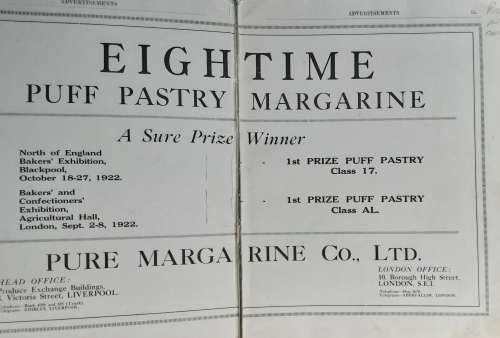 ADVERTISEMENTS
ADVERTISEMENTS
EIGHTIME
PUFF PASTRY MARGARINE
A Sure Prize Winner
North of England
Bakers' Exhibition,
Blackpool,
October 18-27, 1922.
1st PRIZE PUFF PASTRY
Class 17.
Bakers' and
Confectioners'
Exhibition,
Agricultural Hall,
London, Sept. 2-8, 1922.
1st PRIZE PUFF PASTRY
Class AL.
PURE MARGARINE Co., LTD.
HEAD OFFICE:
Produce Exchange Buildings,
Victoria Street, LIVERPOOL.
LONDON OFFICE:
10, Borough High Street,
LONDON, S.E.1.